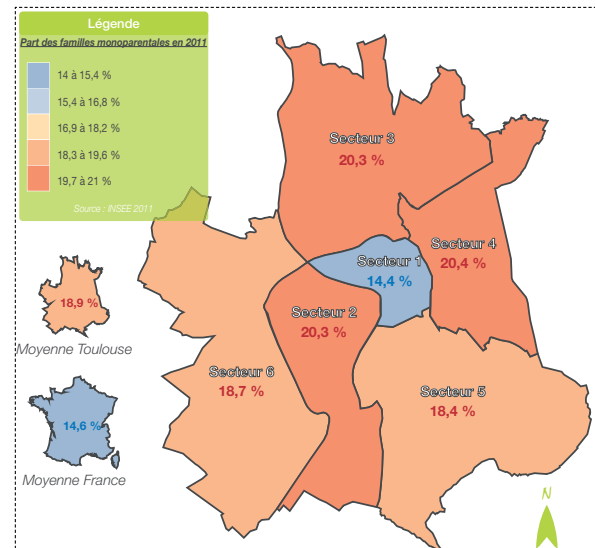 Légende
Part des familles monoparentales en 2011
14 à 15,4 %
15,4 à 16,8 %
16,9 à 18,2 %
18,3 à 19,6 %
19,7 à 21 %
Source : INSEE 2011
Secteur 3
20,3 %
Secteur 4
20,4 %
Secteur 1
14,4 %
Secteur 2
20,3 %
Secteur 6
18,7 %
Secteur 5
18,4 %
18,9 %
Moyenne Toulouse
14,6 %
Moyenne France
N